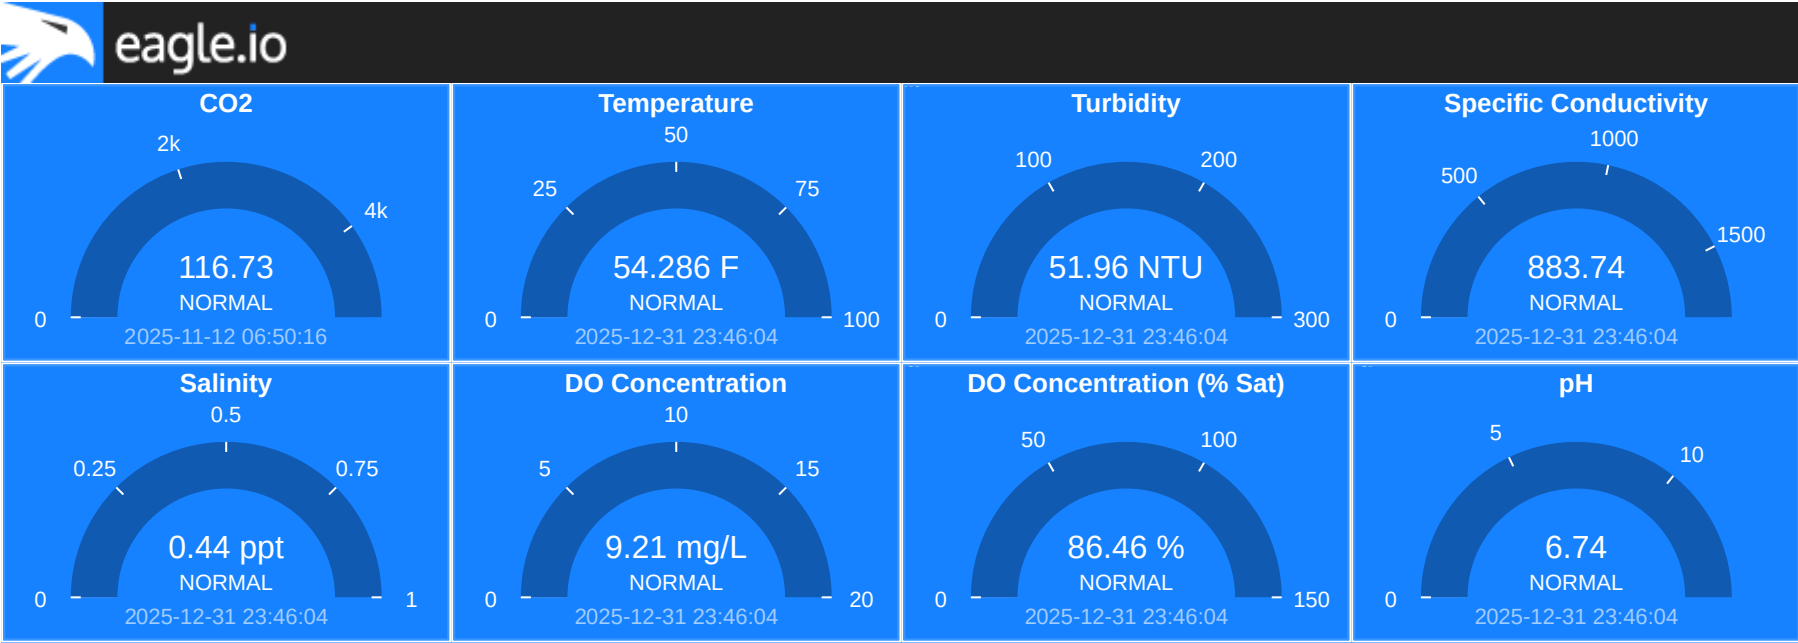 eagle.io
CO2
2k
4k
0
116.73
NORMAL
2025-11-12 06:50:16
Temperature
50
25
75
0
100
54.286 F
NORMAL
2025-12-31 23:46:04
Turbidity
100
200
0
300
51.96 NTU
NORMAL
2025-12-31 23:46:04
Specific Conductivity
1000
500
1500
0
883.74
NORMAL
2025-12-31 23:46:04
Salinity
0.5
0.25
0.75
0
1
0.44 ppt
NORMAL
2025-12-31 23:46:04
DO Concentration
10
5
15
0
20
9.21 mg/L
NORMAL
2025-12-31 23:46:04
DO Concentration (% Sat)
50
100
0
150
86.46 %
NORMAL
2025-12-31 23:46:04
pH
5
10
0
6.74
NORMAL
2025-12-31 23:46:04